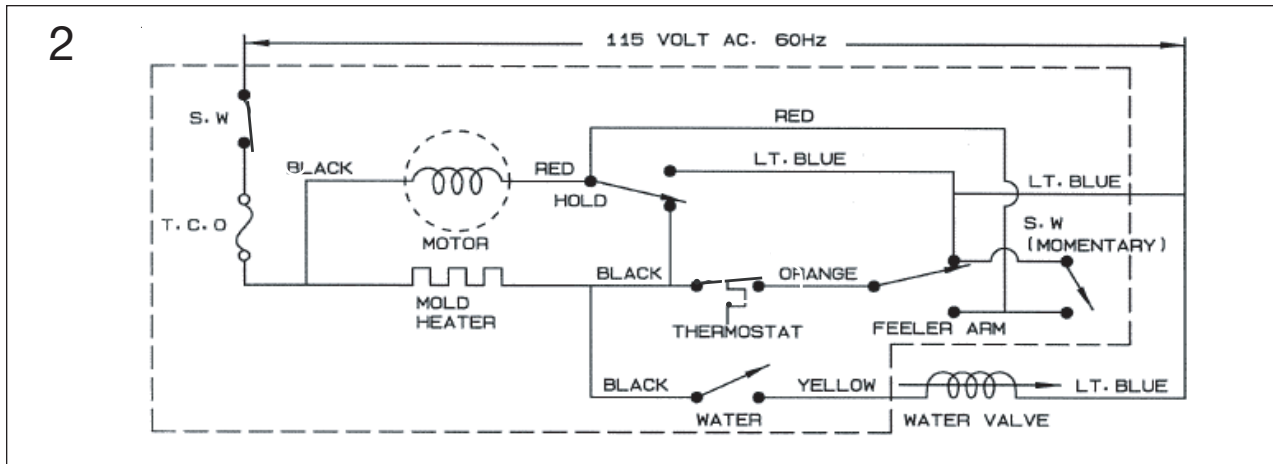 2
115 VOLT AC. 60Hz
S.W
RED
BLACK
RED
LT. BLUE
HOLD
LT. BLUE
T.C.O
MOTOR
S.W
(MOMENTARY)
BLACK
ORANGE
MOLD
HEATER
THERMOSTAT
FEELER ARM
BLACK
YELLOW
LT. BLUE
WATER
WATER VALVE